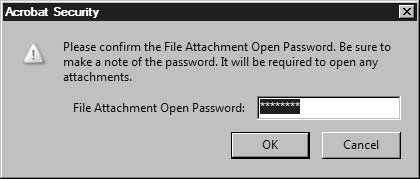 Acrobat Security
Please confirm the File Attachment Open Password. Be sure to
make a note of the password. It will be required to open any
attachments.
File Attachment Open Password: ********
OK Cancel